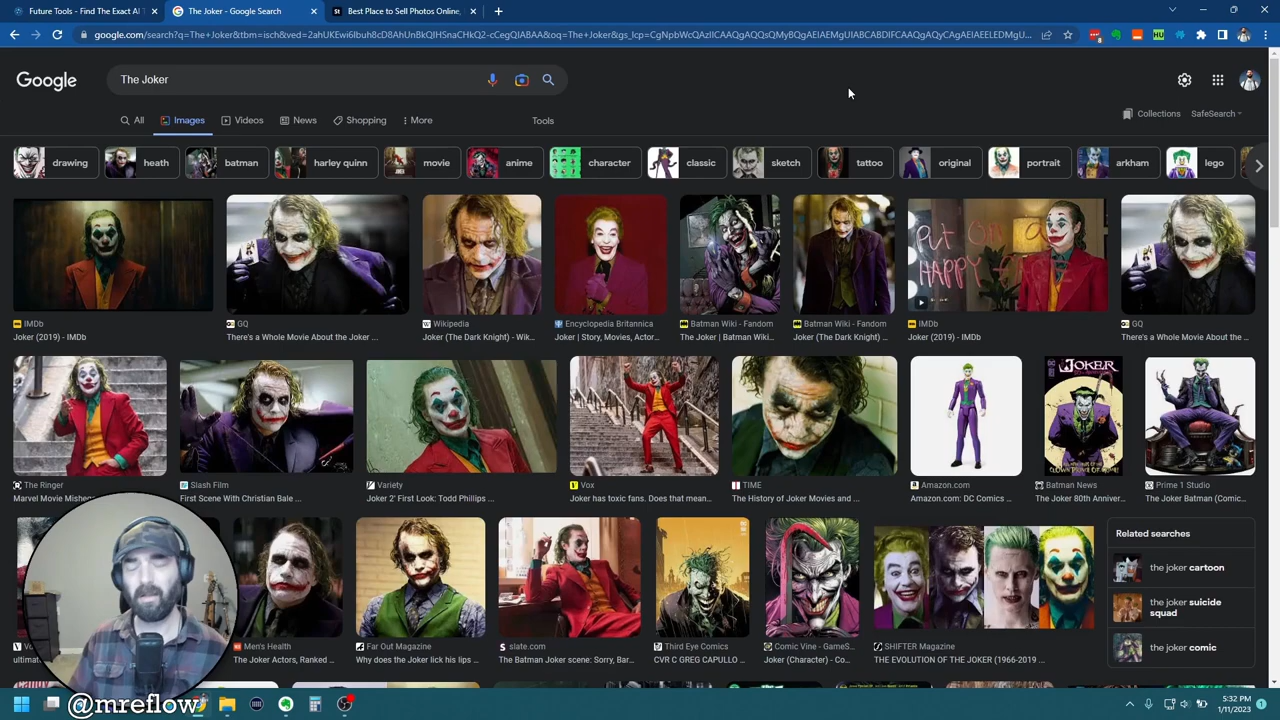 Future Tools - Find The Exact AI T
The Joker - Google Search
Best Place to Sell Photos Online,
Google
The Joker
Collections
SafeSearch
All
Images
Videos
News
Shopping
More
Tools
drawing
heath
batman
harley quinn
movie
anime
character
classic
sketch
tattoo
original
portrait
arkham
lego
PUT ON A
HAPPY FACE
IMDb
Joker (2019) - IMDb
GQ
There's a Whole Movie About the Joker ...
Wikipedia
Joker (The Dark Knight) - Wik...
Encyclopedia Britannica
Joker | Story, Movies, Actor...
Batman Wiki - Fandom
The Joker | Batman Wiki...
Batman Wiki - Fandom
Joker (The Dark Knight) ...
IMDb
Joker (2019) - IMDb
GQ
There's a Whole Movie About the ...
JOKER
The Ringer
Marvel Movie Mishega
Slash Film
First Scene With Christian Bale ...
Variety
Joker 2' First Look: Todd Phillips ...
Vox
Joker has toxic fans. Does that mean...
TIME
The History of Joker Movies and ...
Amazon.com
Amazon.com: DC Comics ...
Batman News
The Joker 80th Anniver...
Prime 1 Studio
The Joker Batman (Comic...
Related searches
the joker cartoon
the joker suicide
squad
the joker comic
ultimat
Men's Health
The Joker Actors, Ranked ...
Far Out Magazine
Why does the Joker lick his lips ...
slate.com
The Batman Joker scene: Sorry, Bar...
Third Eye Comics
CVR C GREG CAPULLO ...
Comic Vine - GameS...
Joker (Character) - Co...
SHIFTER Magazine
THE EVOLUTION OF THE JOKER (1966-2019 ...
@mreflow
5:32 PM
1/11/2023